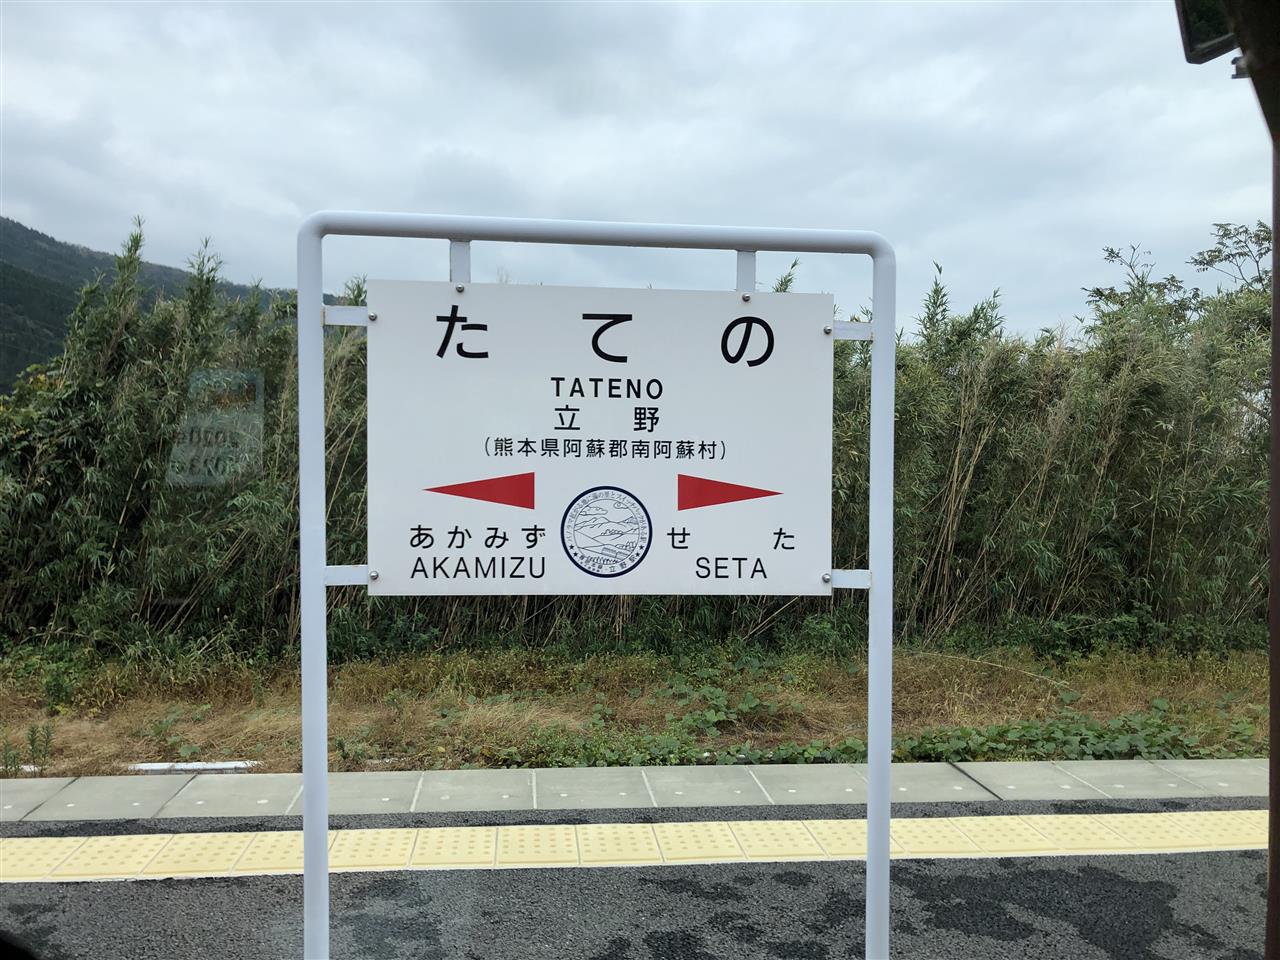 たての
TATENO
立野
(熊本県阿蘇郡南阿蘇村)
あかみず せた
AKAMIZU SETA